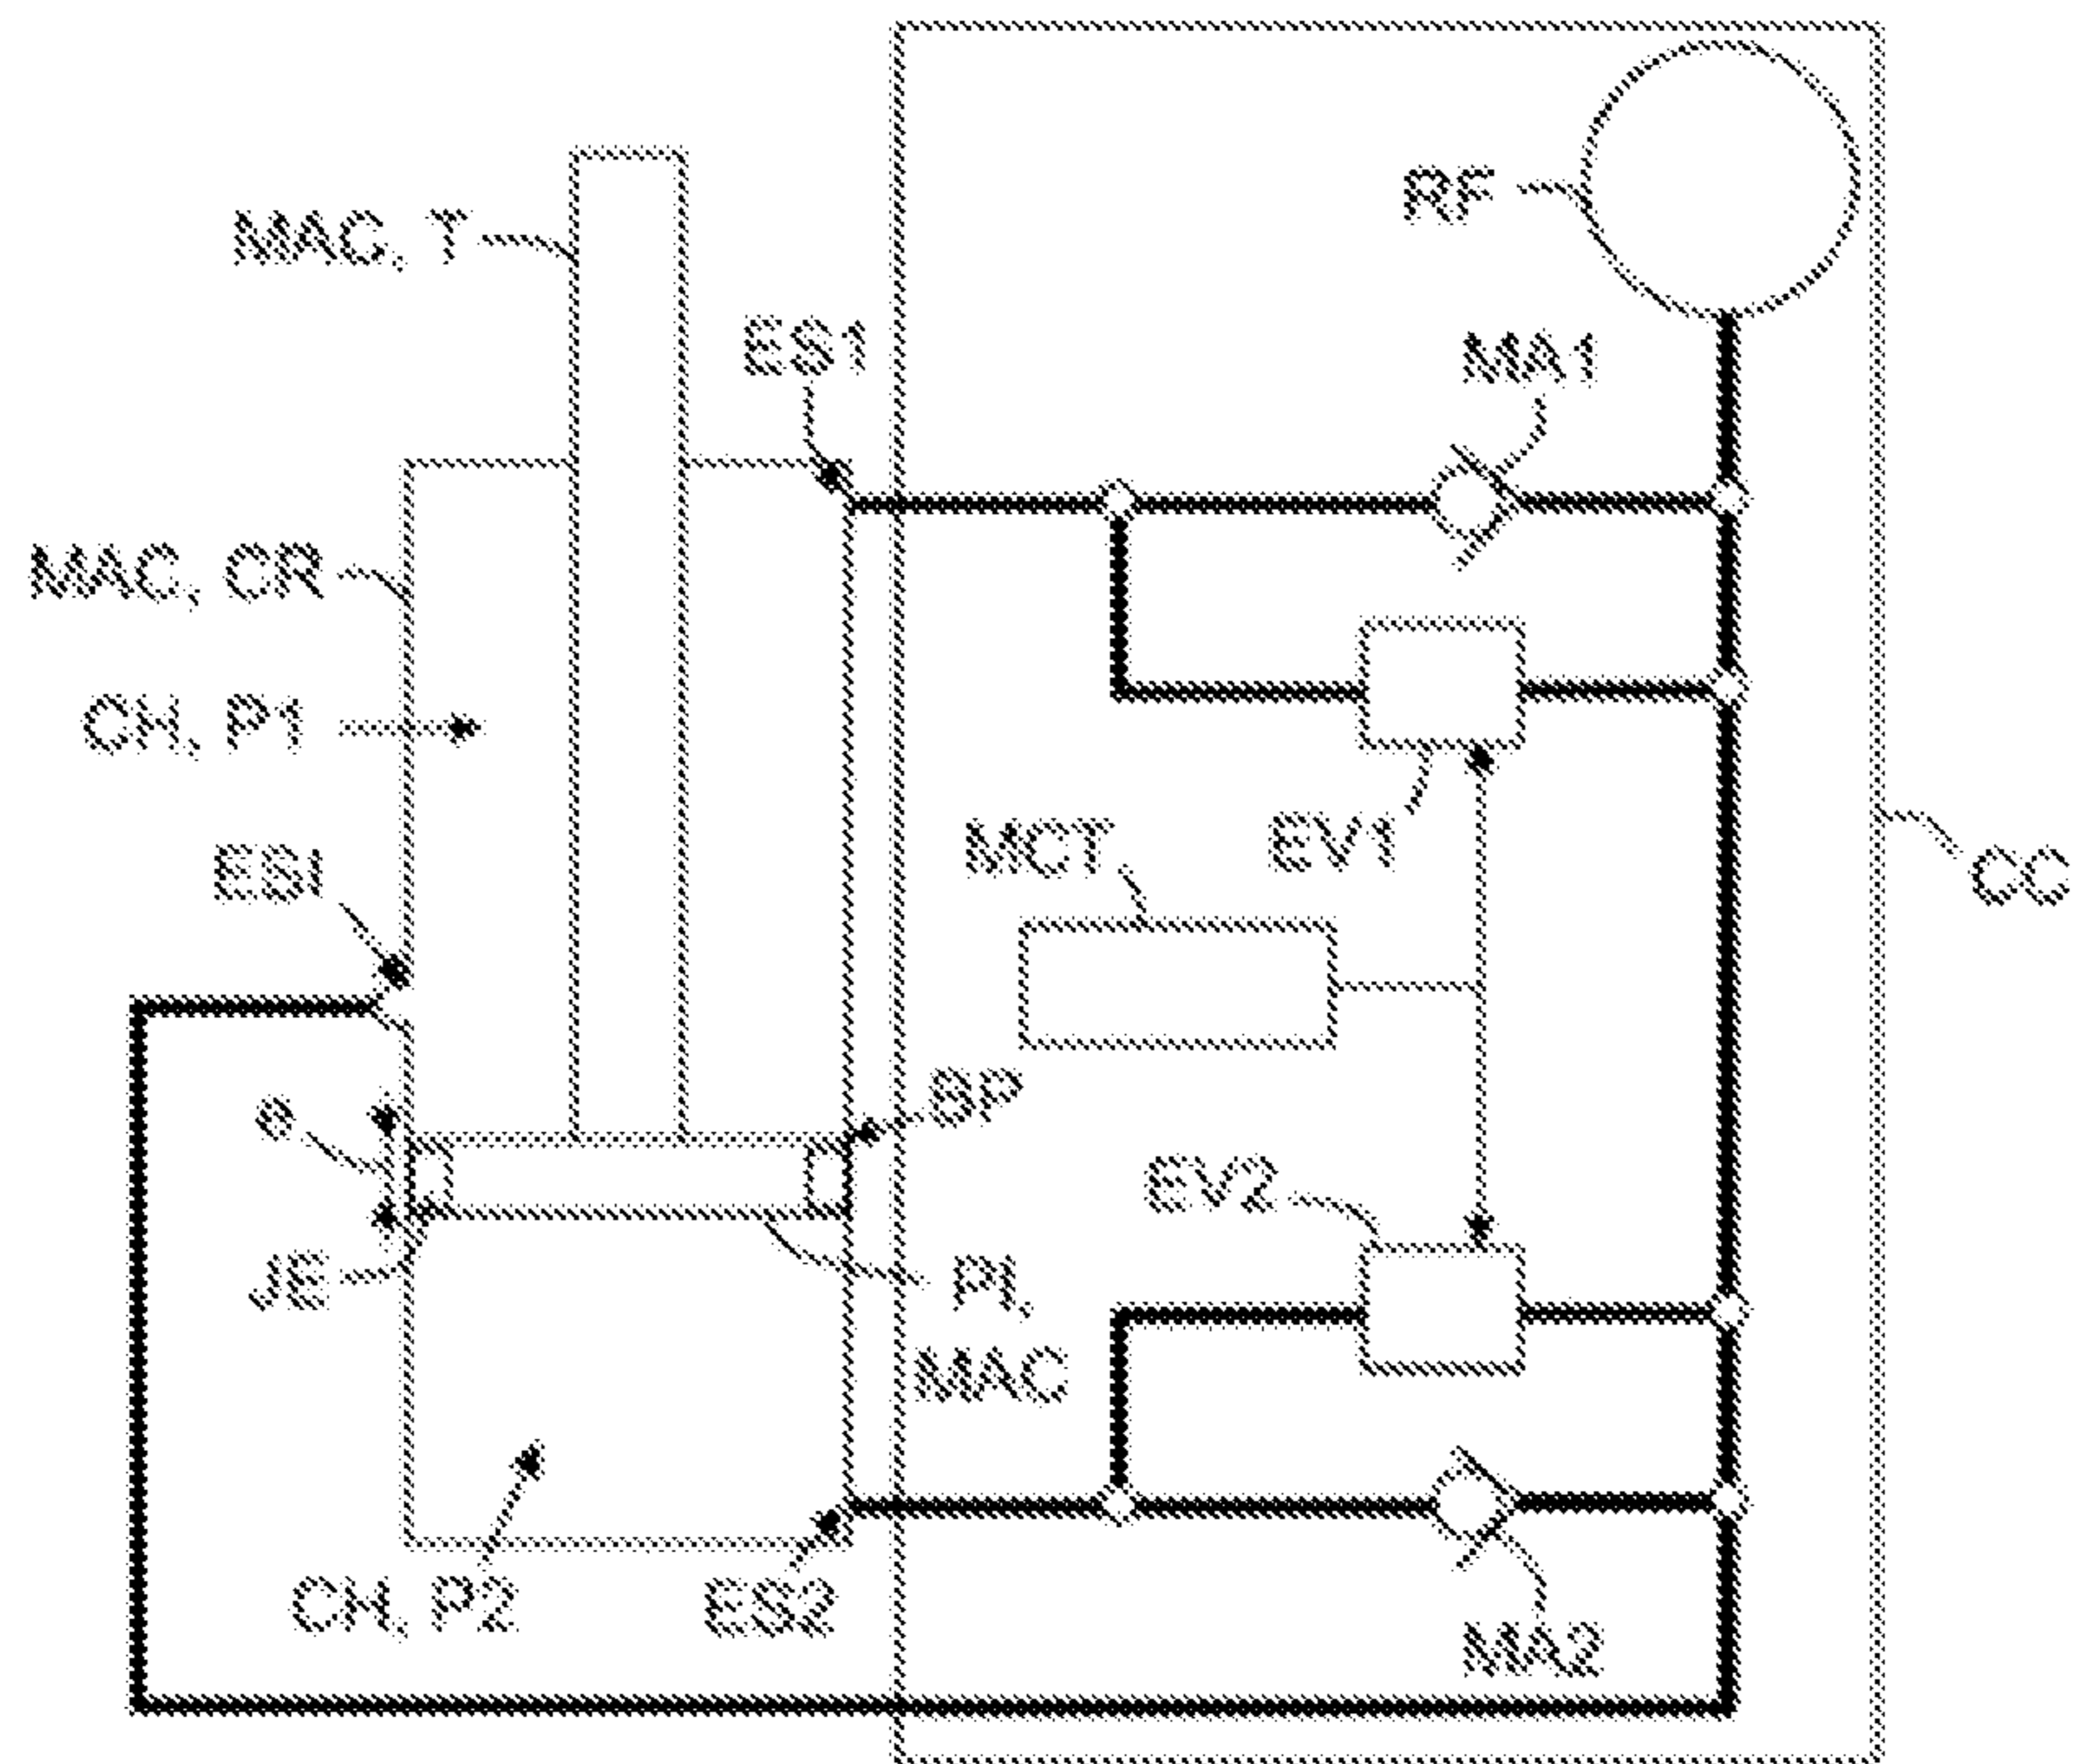 RF
MAC, T
ES1
MA1
MAC, CR
CH, P1
EV1
MCT
ESI
CC
SP
EV2
JE
PI,
MAC
CH, P2
ES2
MA2